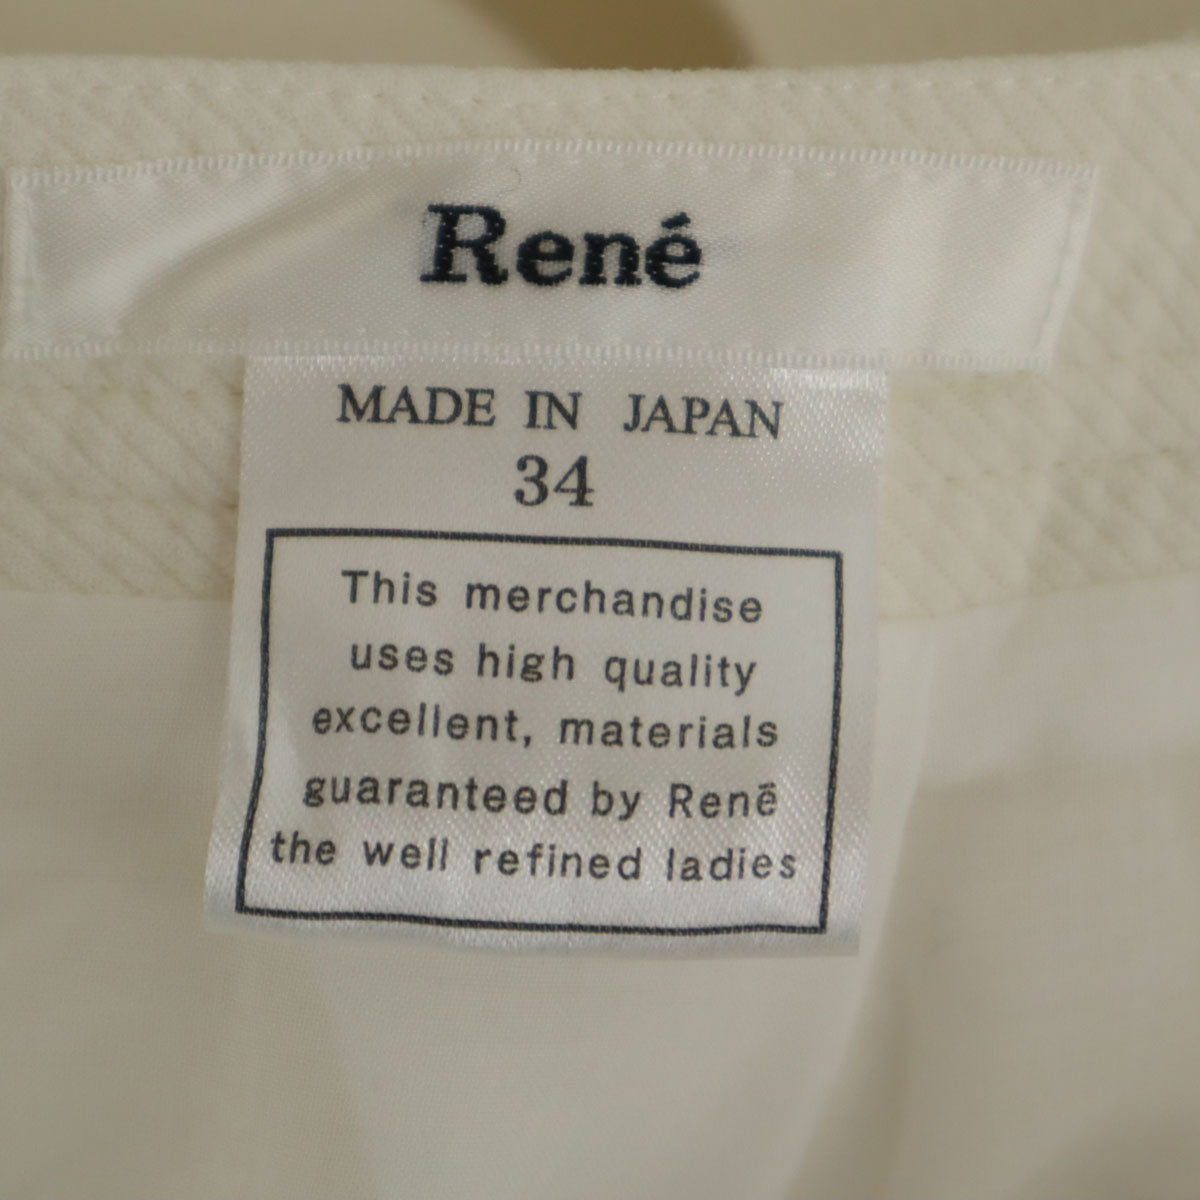 René
MADE IN JAPAN
34
This merchandise
uses high quality
excellent, materials
guaranteed by Renē
the well refined ladies